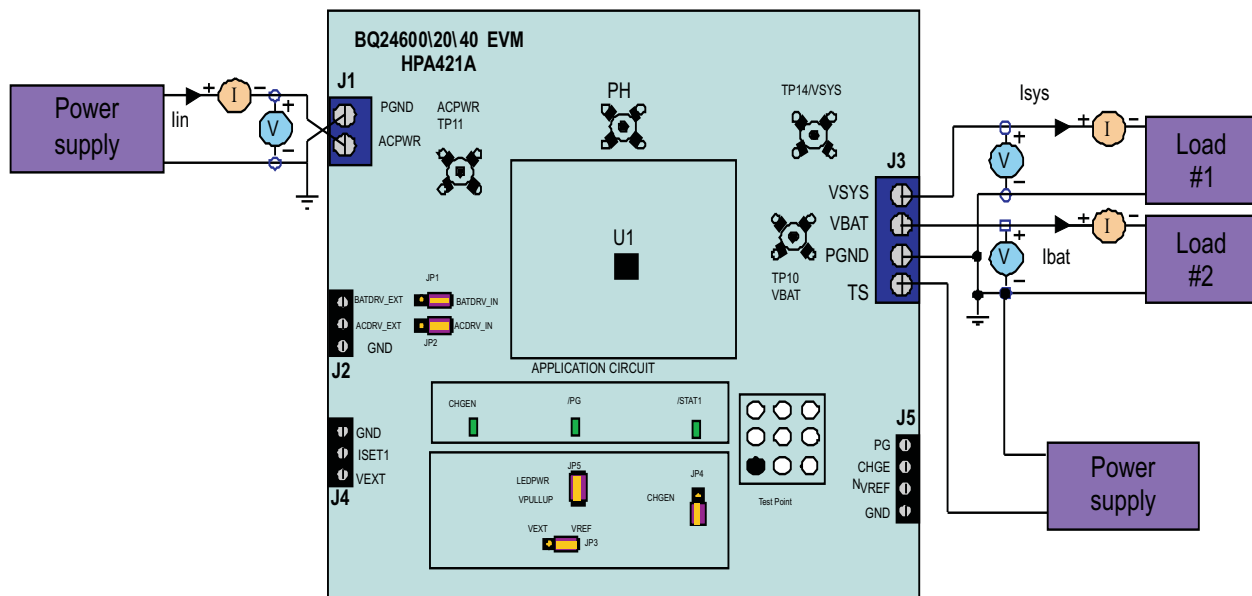 BQ24600\20\40 EVM
HPA421A
J1
PGND
ACPWR
Power
supply
+
I
−
Iin
+
V
−
ACPWR
TP11
PH
TP14/VSYS
J3
VSYS
VBAT
PGND
TS
Isys
+
I
−
+
V
−
Load
#1
+
I
−
Ibat
+
V
−
Load
#2
U1
TP10
VBAT
JP1
BATDRV_EXT
BATDRV_IN
ACDRV_EXT
ACDRV_IN
JP2
GND
J2
APPLICATION CIRCUIT
CHGEN
/PG
/STAT1
GND
ISET1
VEXT
J4
JP5
LEDPWR
VPULLUP
VEXT
VREF
JP3
JP4
CHGEN
Test Point
J5
PG
CHGE
N
VREF
GND
Power
supply